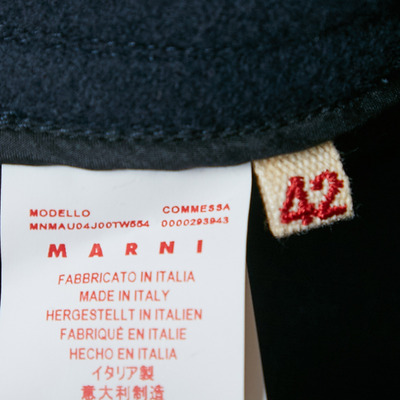 MODELLO COMMESSA
MNMAU04J00TW554 0000293943
MARNI
FABBRICATO IN ITALIA
MADE IN ITALY
HERGESTELLT IN ITALIEN
FABRIQUÉ EN ITALIE
HECHO EN ITALIA
イタリア製
意大利制造
42